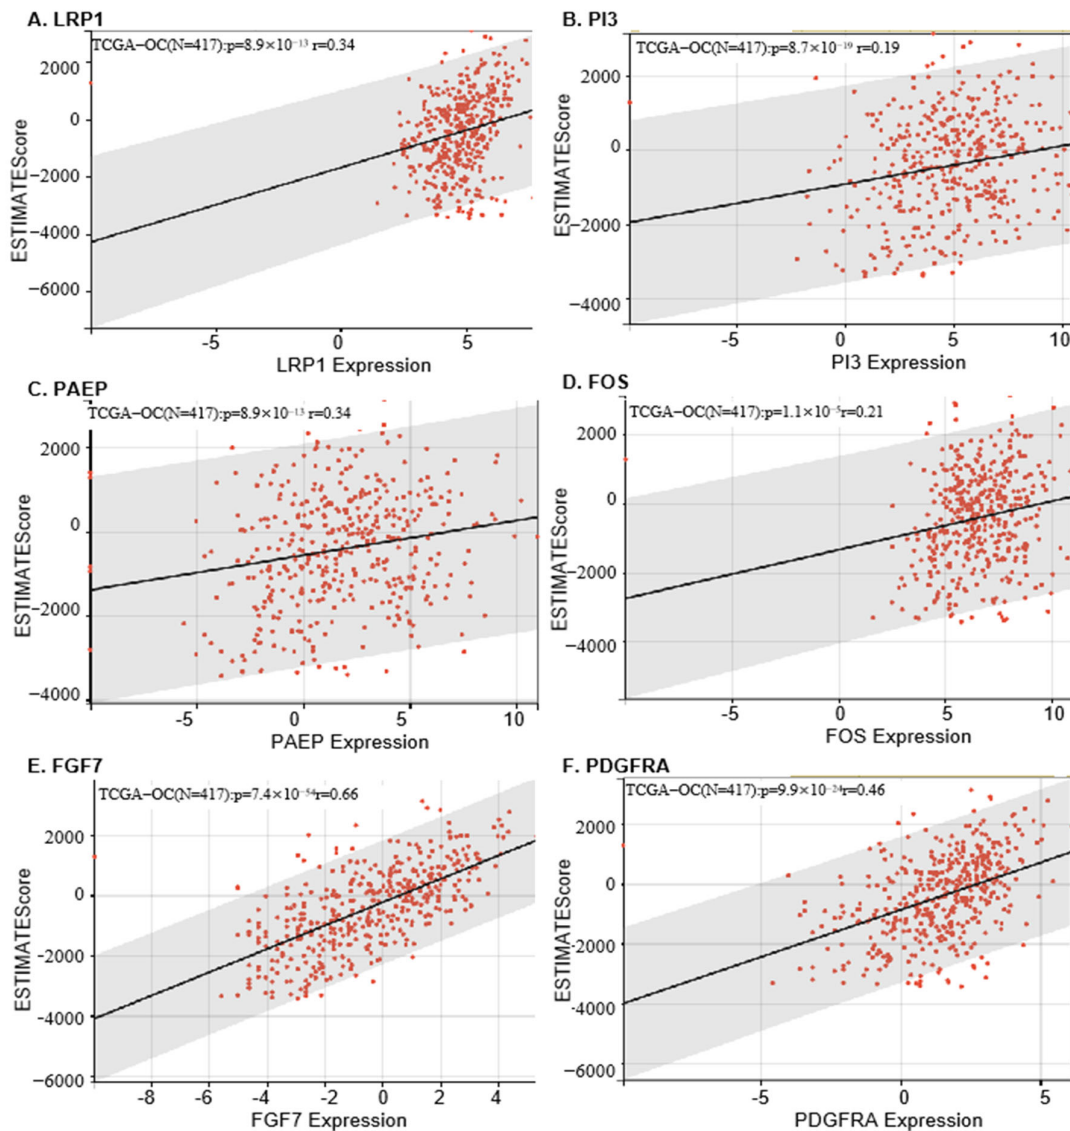 A. LRP1
TCGA−OC(N=417):p=8.9×10⁻¹³ r=0.34
ESTIMATEScore
2000
0
−2000
−4000
−6000
-5
0
5
LRP1 Expression
B. PI3
TCGA−OC(N=417):p=8.7×10⁻¹⁹ r=0.19
ESTIMATEScore
2000
0
−2000
−4000
-5
0
5
10
PI3 Expression
C. PAEP
TCGA−OC(N=417):p=8.9×10⁻¹³ r=0.34
ESTIMATEScore
2000
0
−2000
−4000
-5
0
5
10
PAEP Expression
D. FOS
TCGA−OC(N=417):p=1.1×10⁻⁵r=0.21
ESTIMATEScore
2000
0
−2000
−4000
-5
0
5
10
FOS Expression
E. FGF7
TCGA−OC(N=417):p=7.4×10⁻⁵⁴r=0.66
ESTIMATEScore
2000
0
−2000
−4000
−6000
-8
-6
-4
-2
0
2
4
FGF7 Expression
F. PDGFRA
TCGA−OC(N=417):p=9.9×10⁻²⁴r=0.46
ESTIMATEScore
2000
0
−2000
−4000
−6000
-5
0
5
PDGFRA Expression